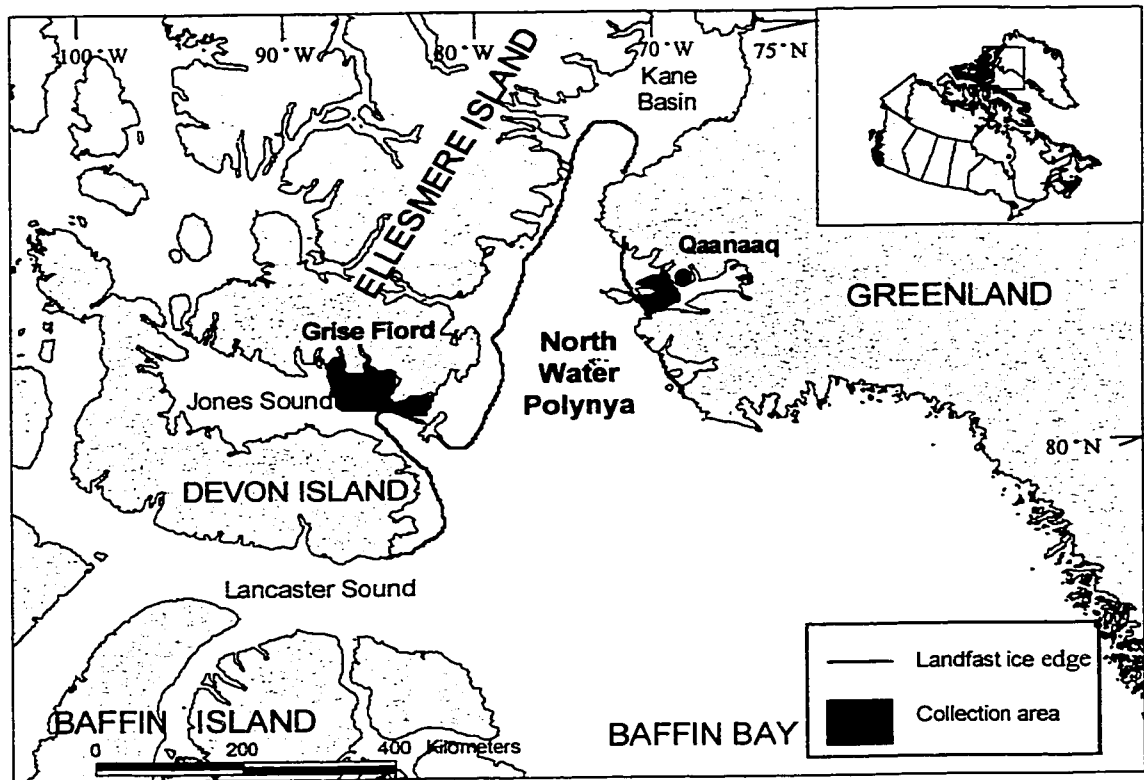 100°W
90°W
80°W
70°W
75°N
Kane
Basin
ELLESMERE ISLAND
Qaanaaq
GREENLAND
Grise Fiord
North
Water
Polynya
Jones Sound
80°N
DEVON ISLAND
Lancaster Sound
Landfast ice edge
Collection area
BAFFIN ISLAND
BAFFIN BAY
0 200 400 Kilometers